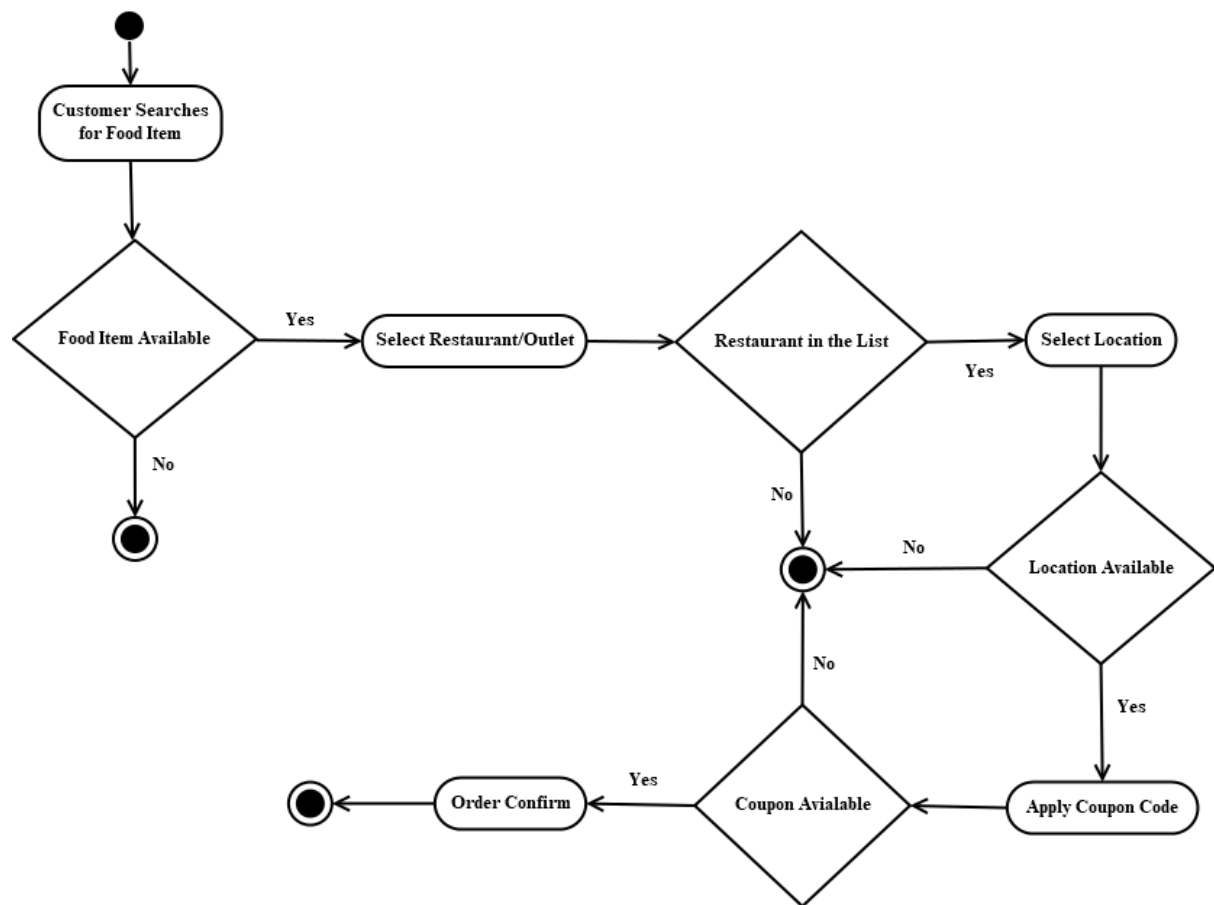 Customer Searches
for Food Item
Food Item Available
Yes
Select Restaurant/Outlet
Restaurant in the List
Yes
Select Location
No
No
No
Location Available
No
Yes
Yes
Order Confirm
Coupon Avialable
Apply Coupon Code